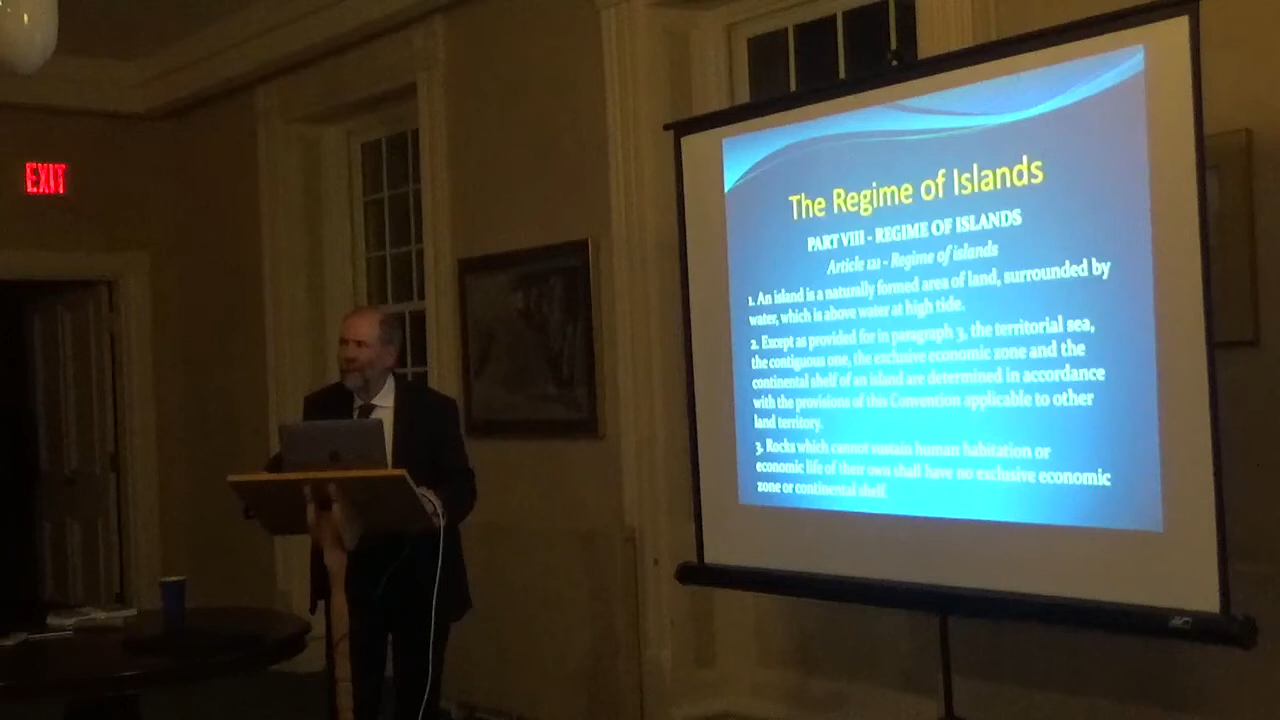 EXIT
The Regime of Islands
PART VIII - REGIME OF ISLANDS
Article 121 - Regime of islands
1. An island is a naturally formed area of land, surrounded by
water, which is above water at high tide.
2. Except as provided for in paragraph 3, the territorial sea,
the contiguous one, the exclusive economic zone and the
continental shelf of an island are determined in accordance
with the provisions of this Convention applicable to other
land territory.
3. Rocks which cannot sustain human habitation or
economic life of their own shall have no exclusive economic
zone or continental shelf.